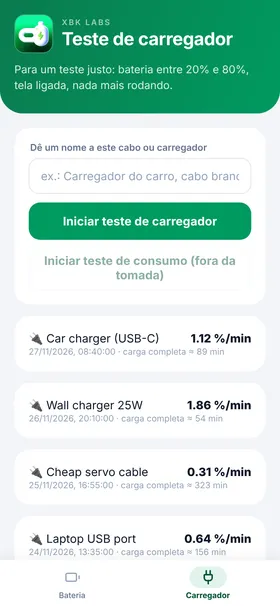 XBK LABS
Teste de carregador
Para um teste justo: bateria entre 20% e 80%,
tela ligada, nada mais rodando.
Dê um nome a este cabo ou carregador
ex.: Carregador do carro, cabo branc
Iniciar teste de carregador
Iniciar teste de consumo (fora da
tomada)
Car charger (USB-C) 1.12 %/min
27/11/2026, 08:40:00 · carga completa ≈ 89 min
Wall charger 25W 1.86 %/min
26/11/2026, 20:10:00 · carga completa ≈ 54 min
Cheap servo cable 0.31 %/min
25/11/2026, 16:55:00 · carga completa ≈ 323 min
Laptop USB port 0.64 %/min
24/11/2026, 13:35:00 · carga completa ≈ 156 min
Bateria Carregador